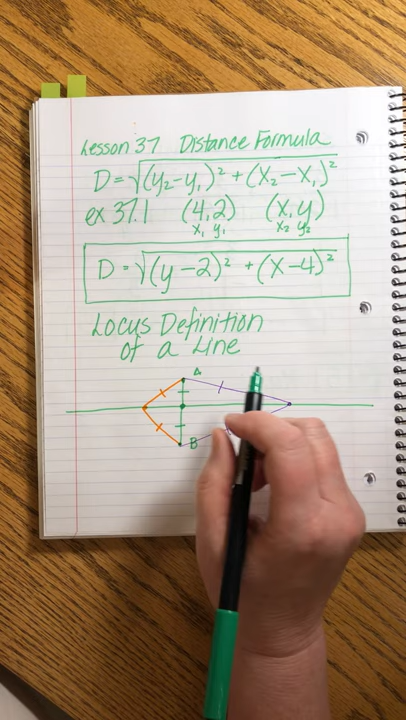 Lesson 37 Distance Formula
D = √(y₂ - y₁)² + (x₂ - x₁)²
ex 37.1 (4,2) (x,y)
x₁ y₁ x₂ y₂
D = √(y - 2)² + (x - 4)²
Locus Definition
of a Line
A
B